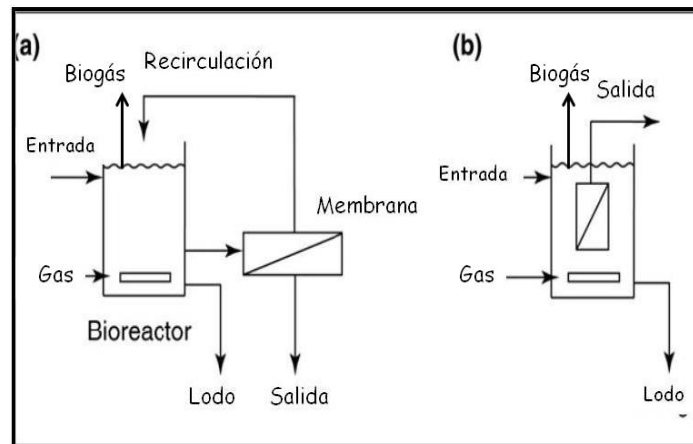 (a)
Recirculación
Biogás
Entrada
Membrana
Gas
Bioreactor
Lodo
Salida
(b)
Biogás
Salida
Entrada
Gas
Lodo